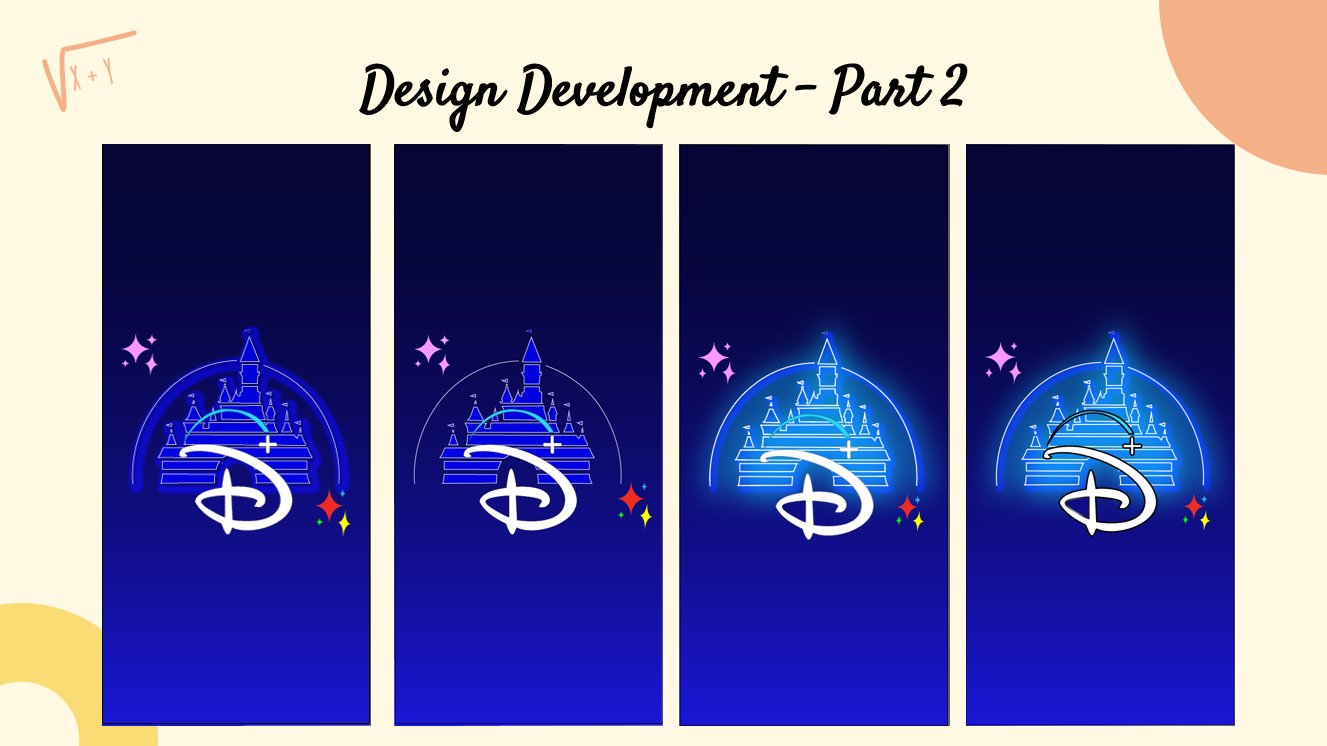 √X + Y
Design Development - Part 2
D+
D+
D+
D+